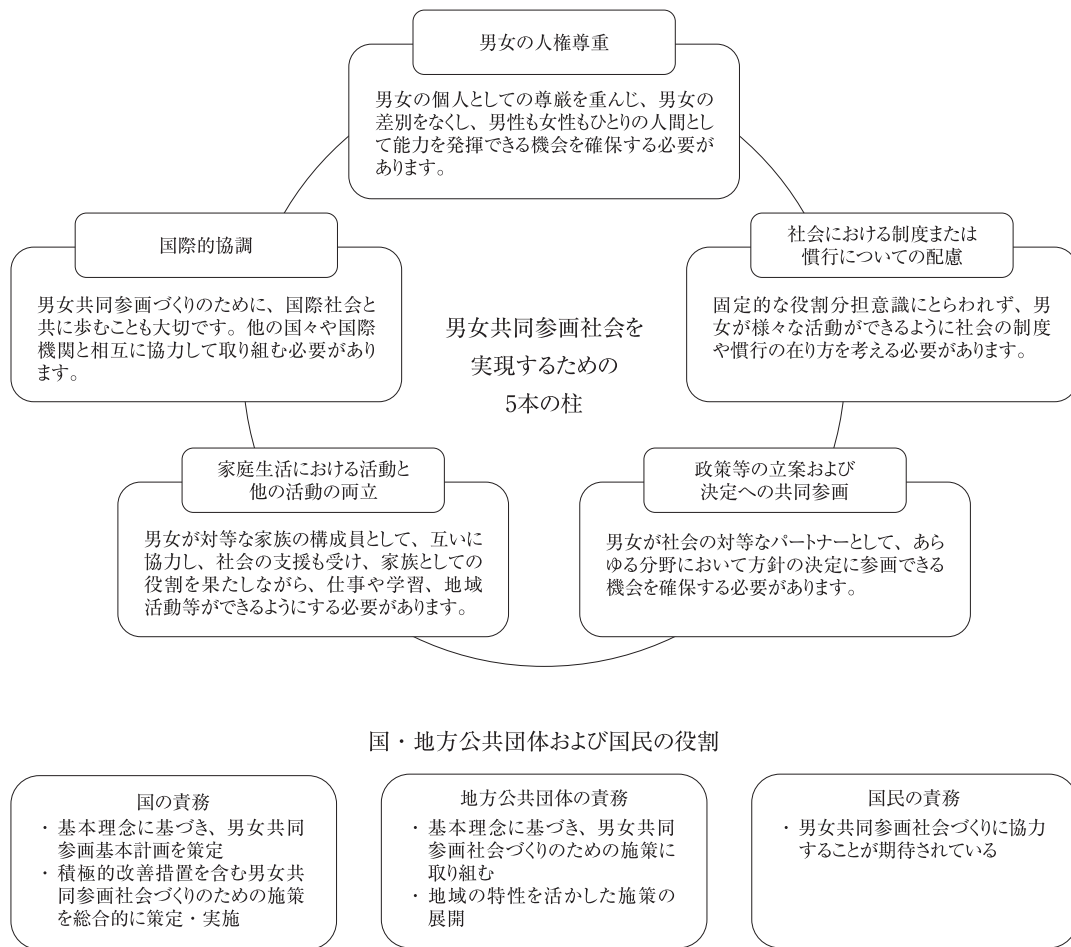 男女の人権尊重
男女の個人としての尊厳を重んじ、男女の
差別をなくし、男性も女性もひとりの人間とし
て能力を発揮できる機会を確保する必要が
あります。
国際的協調
男女共同参画づくりのために、国際社会と
共に歩むことも大切です。他の国々や国際
機関と相互に協力して取り組む必要があり
ます。
社会における制度または
慣行についての配慮
固定的な役割分担意識にとらわれず、男
女が様々な活動ができるように社会の制度
や慣行の在り方を考える必要があります。
男女共同参画社会を
実現するための
5本の柱
家庭生活における活動と
他の活動の両立
男女が対等な家族の構成員として、互いに
協力し、社会の支援も受け、家族としての
役割を果たしながら、仕事や学習、地域
活動等ができるようにする必要があります。
政策等の立案および
決定への共同参画
男女が社会の対等なパートナーとして、あら
ゆる分野において方針の決定に参画できる
機会を確保する必要があります。
国・地方公共団体および国民の役割
国の責務
・ 基本理念に基づき、男女共同
参画基本計画を策定
・ 積極的改善措置を含む男女共
同参画社会づくりのための施策
を総合的に策定・実施
地方公共団体の責務
・ 基本理念に基づき、男女共同
参画社会づくりのための施策に
取り組む
・ 地域の特性を活かした施策の
展開
国民の責務
・ 男女共同参画社会づくりに協力
することが期待されている